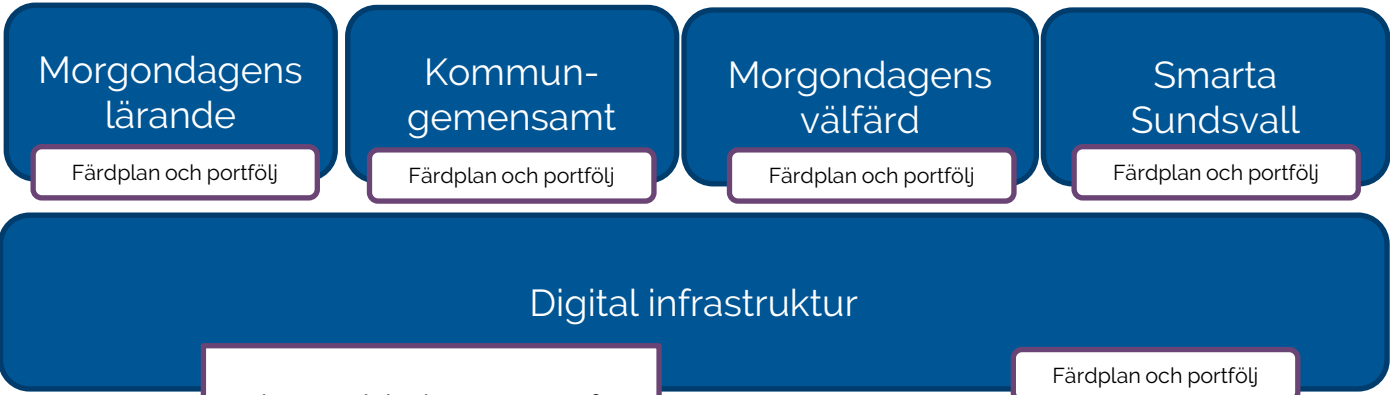 Morgondagens
lärande
Färdplan och portfölj
Kommun-
gemensamt
Färdplan och portfölj
Morgondagens
välfärd
Färdplan och portfölj
Smarta
Sundsvall
Färdplan och portfölj
Digital infrastruktur
Färdplan och portfölj